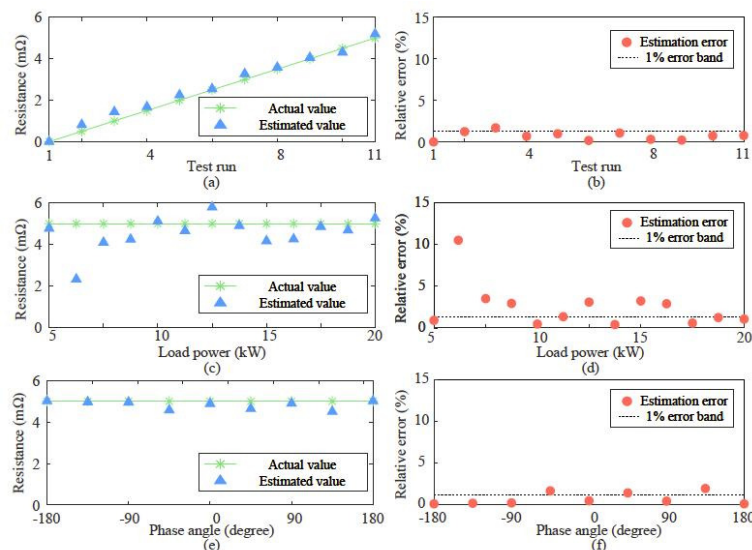 6
4
2
0
Resistance (mΩ)
Actual value
Estimated value
1
4
8
11
Test run
(a)
15
10
5
0
Relative error (%)
Estimation error
1% error band
1
4
8
11
Test run
(b)
6
4
2
0
Resistance (mΩ)
Actual value
Estimated value
5
10
15
20
Load power (kW)
(c)
15
10
5
0
Relative error (%)
Estimation error
1% error band
5
10
15
20
Load power (kW)
(d)
6
4
2
0
Resistance (mΩ)
Actual value
Estimated value
-180
-90
0
90
180
Phase angle (degree)
(e)
15
10
5
0
Relative error (%)
Estimation error
1% error band
-180
-90
0
90
180
Phase angle (degree)
(f)